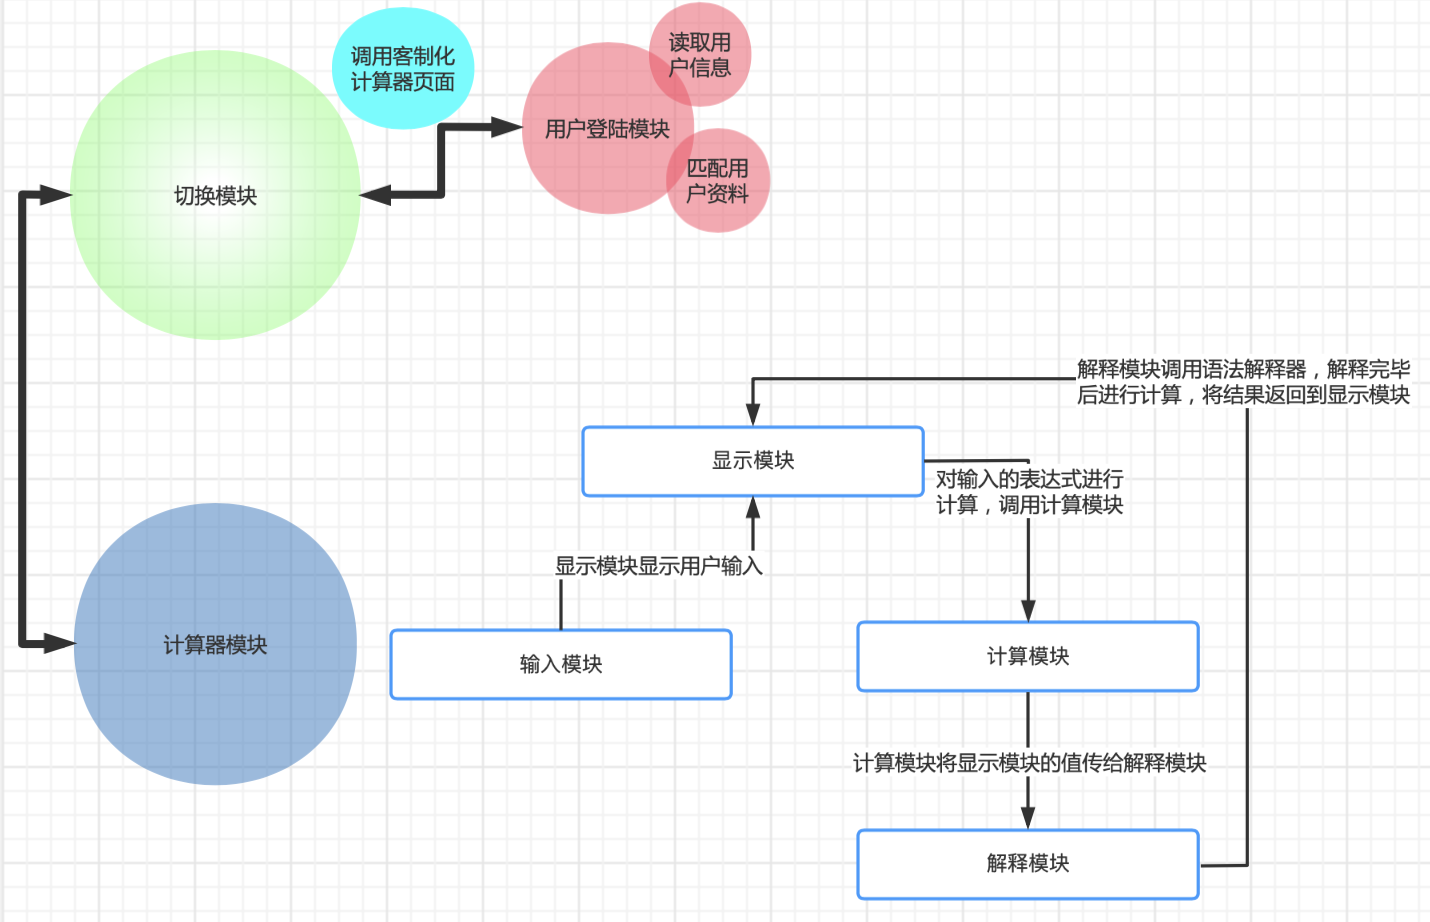 调用客制化
计算器页面
读取用
户信息
用户登陆模块
匹配用
户资料
切换模块
解释模块调用语法解释器，解释完毕
后进行计算，将结果返回到显示模块
显示模块
对输入的表达式进行
计算，调用计算模块
显示模块显示用户输入
计算器模块
输入模块
计算模块
计算模块将显示模块的值传给解释模块
解释模块